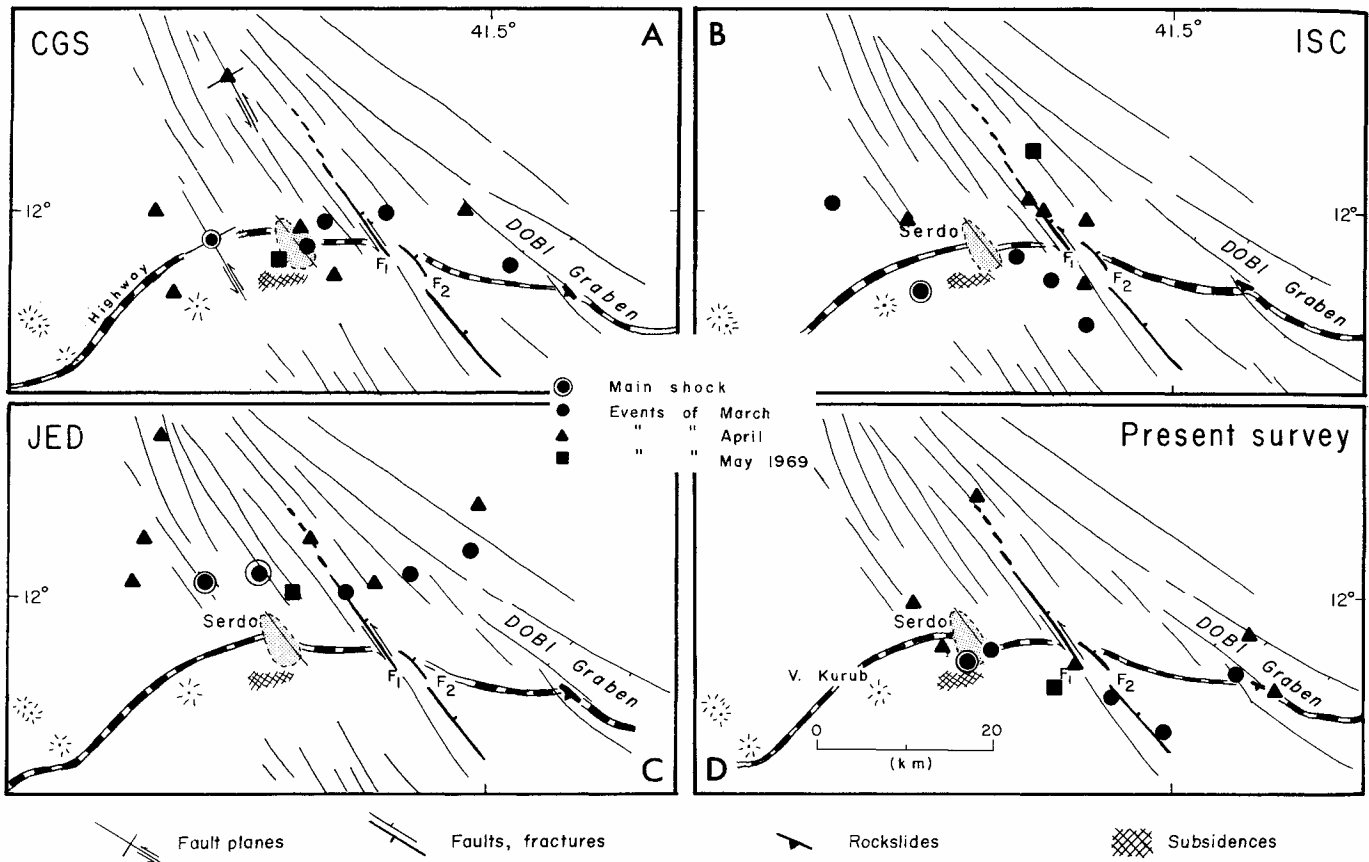 CGS
41.5°
A
12°
Highway
F1
F2
DOBI Graben
B
41.5°
ISC
12°
Serdo
F1
F2
DOBI Graben
Main shock
Events of March
" " April
" " May 1969
JED
12°
Serdo
F1
F2
DOBI Graben
C
Present survey
12°
Serdo
V. Kurub
F1
F2
DOBI Graben
0 20
(km)
D
Fault planes
Faults, fractures
Rockslides
Subsidences